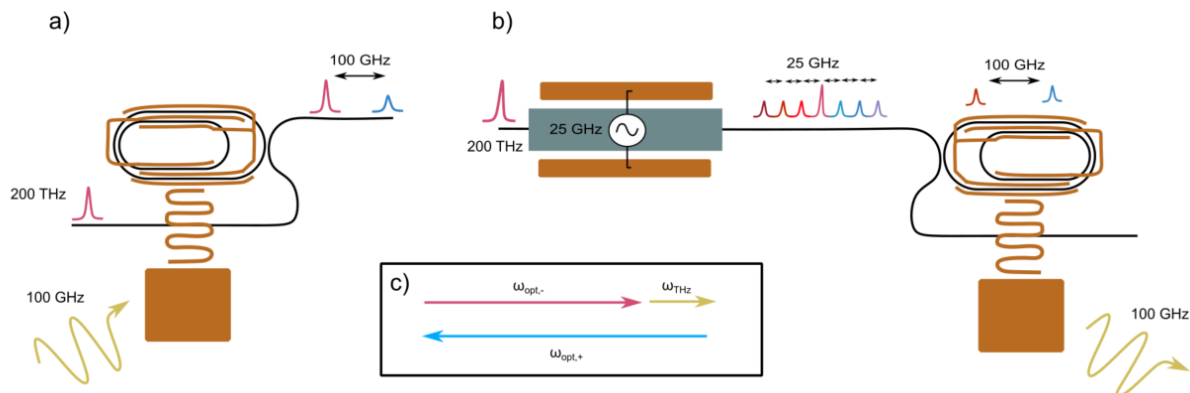 a)
100 GHz
200 THz
100 GHz
b)
25 GHz
200 THz
25 GHz
100 GHz
100 GHz
c)
ω_opt,-
ω_THz
ω_opt,+